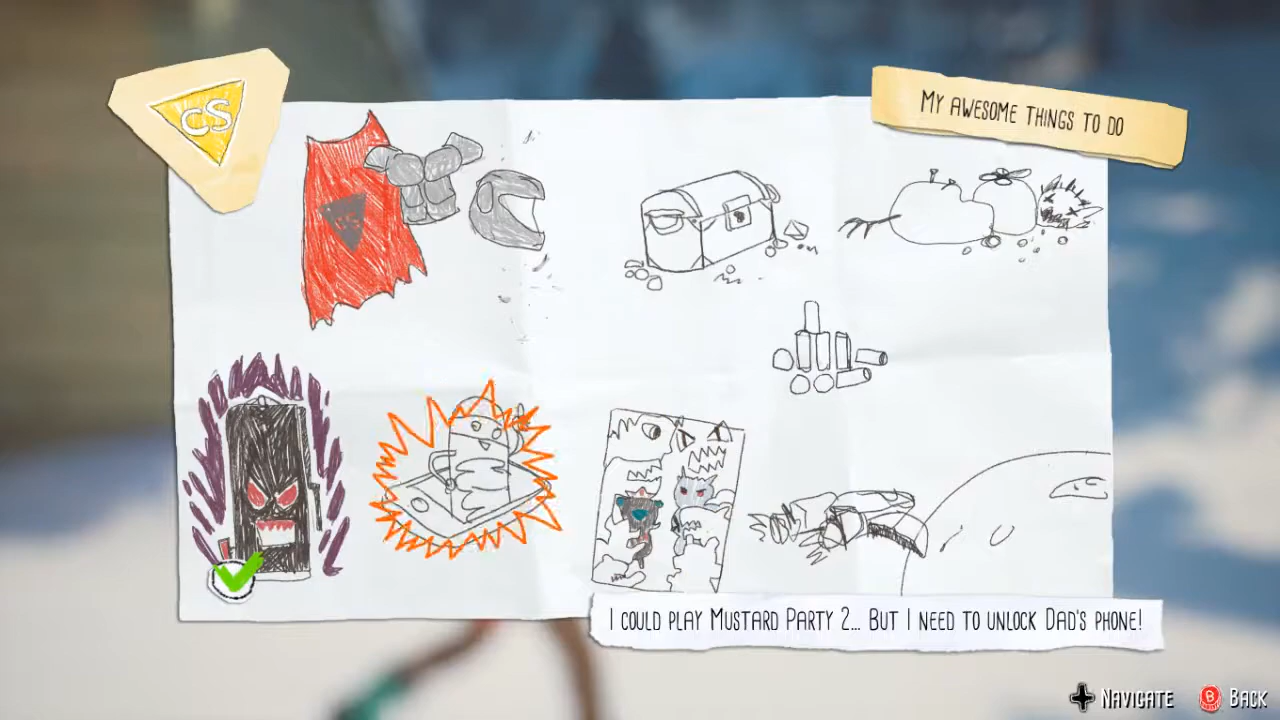 CS
MY AWESOME THINGS TO DO
I COULD PLAY MUSTARD PARTY 2... BUT I NEED TO UNLOCK DAD'S PHONE!
NAVIGATE B BACK